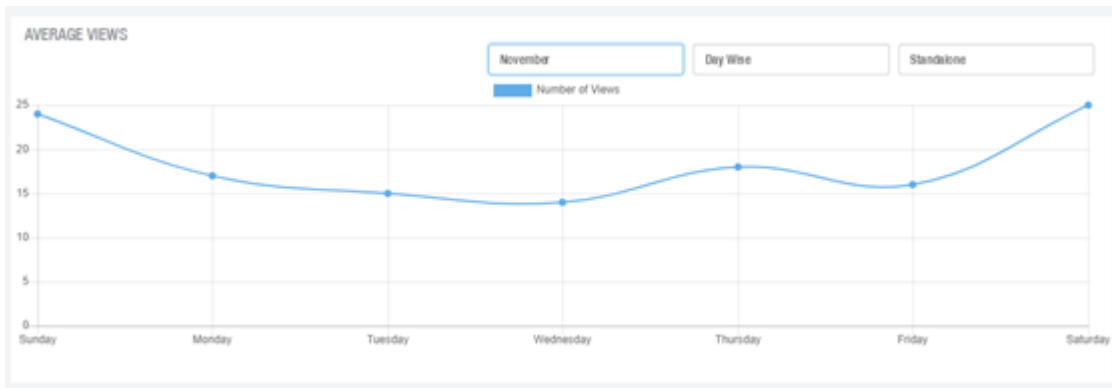 AVERAGE VIEWS
November Day Wise Standalone
Number of Views
25
20
15
10
5
0
Sunday Monday Tuesday Wednesday Thursday Friday Saturday